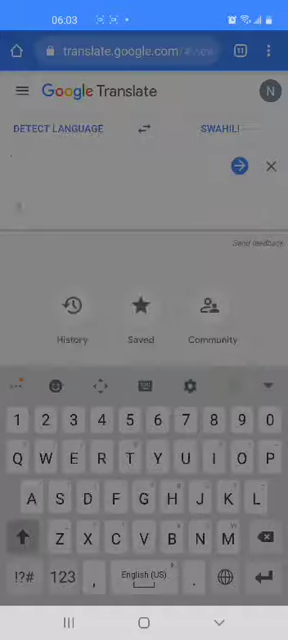 06:03
translate.google.com/#view
11
Google Translate
N
DETECT LANGUAGE
SWAHILI
Send feedback
History
Saved
Community
1 2 3 4 5 6 7 8 9 0
Q W E R T Y U I O P
A S D F G H J K L
Z X C V B N M
!?# 123 , English (US) .